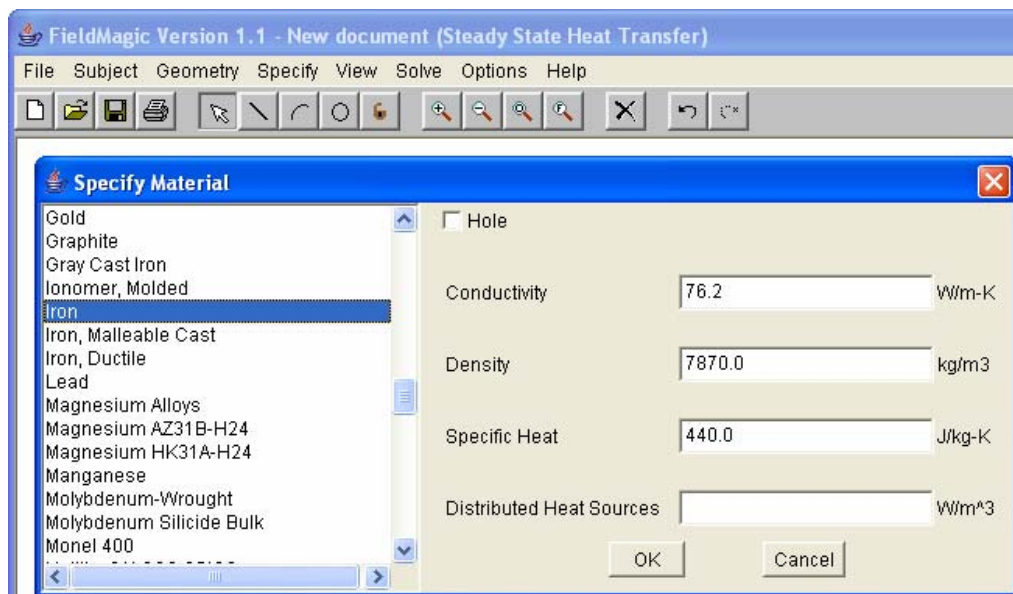 FieldMagic Version 1.1 - New document (Steady State Heat Transfer)
File Subject Geometry Specify View Solve Options Help
Specify Material
Gold
Graphite
Gray Cast Iron
Ionomer, Molded
Iron
Iron, Malleable Cast
Iron, Ductile
Lead
Magnesium Alloys
Magnesium AZ31B-H24
Magnesium HK31A-H24
Manganese
Molybdenum-Wrought
Molybdenum Silicide Bulk
Monel 400
Hole
Conductivity 76.2 W/m-K
Density 7870.0 kg/m3
Specific Heat 440.0 J/kg-K
Distributed Heat Sources W/m^3
OK Cancel